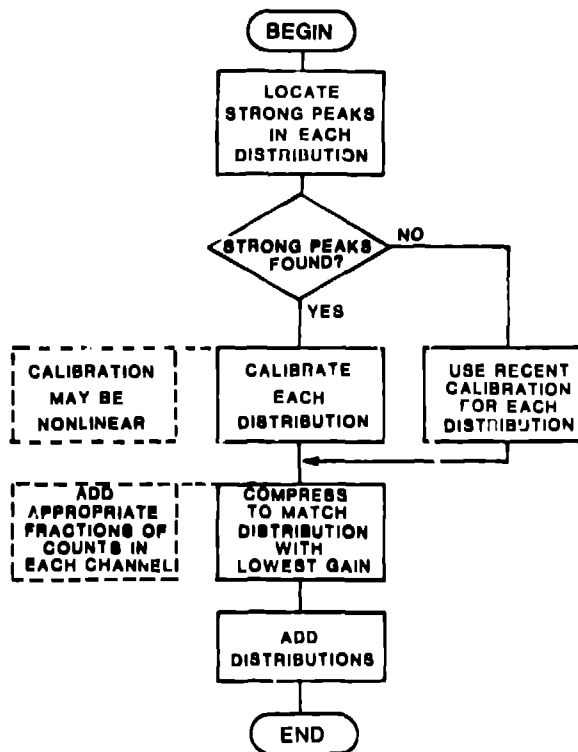 BEGIN
LOCATE
STRONG PEAKS
IN EACH
DISTRIBUTION
STRONG PEAKS
FOUND?
NO
YES
CALIBRATION
MAY BE
NONLINEAR
CALIBRATE
EACH
DISTRIBUTION
USE RECENT
CALIBRATION
FOR EACH
DISTRIBUTION
ADD
APPROPRIATE
FRACTIONS OF
COUNTS IN
EACH CHANNEL
COMPRESS
TO MATCH
DISTRIBUTION
WITH
LOWEST GAIN
ADD
DISTRIBUTIONS
END